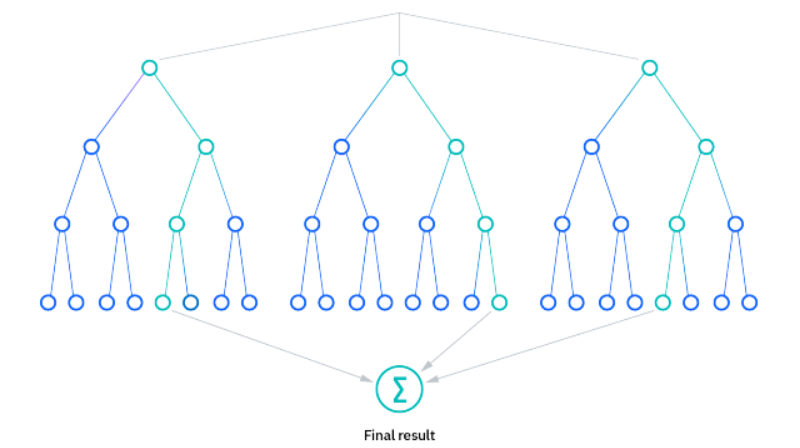 Σ
Final result